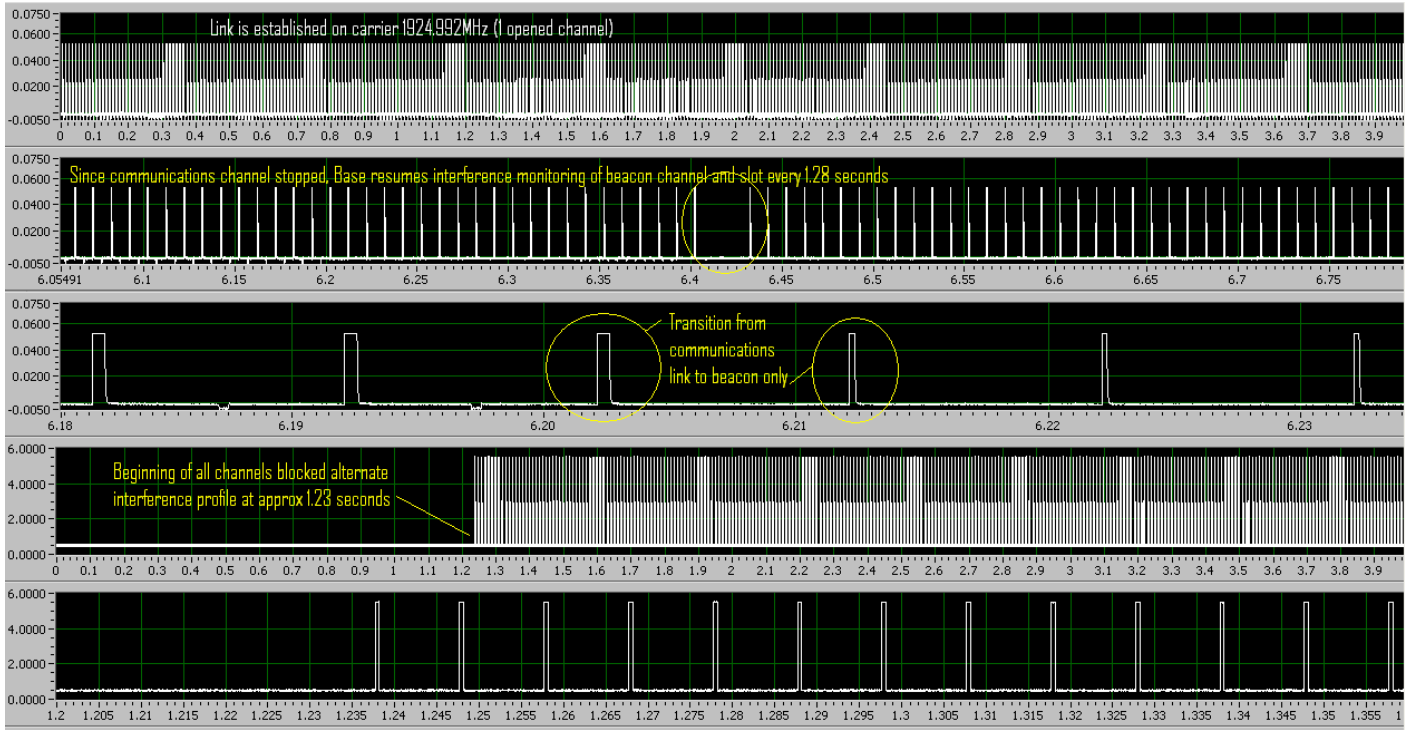 0.0750
Link is established on carrier 1924.992MHz (1 opened channel)
0.0600
0.0400
0.0200
-0.0050
0 0.1 0.2 0.3 0.4 0.5 0.6 0.7 0.8 0.9 1 1.1 1.2 1.3 1.4 1.5 1.6 1.7 1.8 1.9 2 2.1 2.2 2.3 2.4 2.5 2.6 2.7 2.8 2.9 3 3.1 3.2 3.3 3.4 3.5 3.6 3.7 3.8 3.9
0.0750
Since communications channel stopped, Base resumes interference monitoring of beacon channel and slot every 1.28 seconds
0.0600
0.0400
0.0200
-0.0050
6.05491 6.1 6.15 6.2 6.25 6.3 6.35 6.4 6.45 6.5 6.55 6.6 6.65 6.7 6.75
0.0750
0.0600
Transition from
communications
link to beacon only
0.0400
0.0200
-0.0050
6.18 6.19 6.20 6.21 6.22 6.23
6.0000
Beginning of all channels blocked alternate
interference profile at approx 1.23 seconds
4.0000
2.0000
0.0000
0 0.1 0.2 0.3 0.4 0.5 0.6 0.7 0.8 0.9 1 1.1 1.2 1.3 1.4 1.5 1.6 1.7 1.8 1.9 2 2.1 2.2 2.3 2.4 2.5 2.6 2.7 2.8 2.9 3 3.1 3.2 3.3 3.4 3.5 3.6 3.7 3.8 3.9
6.0000
4.0000
2.0000
0.0000
1.2 1.205 1.21 1.215 1.22 1.225 1.23 1.235 1.24 1.245 1.25 1.255 1.26 1.265 1.27 1.275 1.28 1.285 1.29 1.295 1.3 1.305 1.31 1.315 1.32 1.325 1.33 1.335 1.34 1.345 1.35 1.355 1